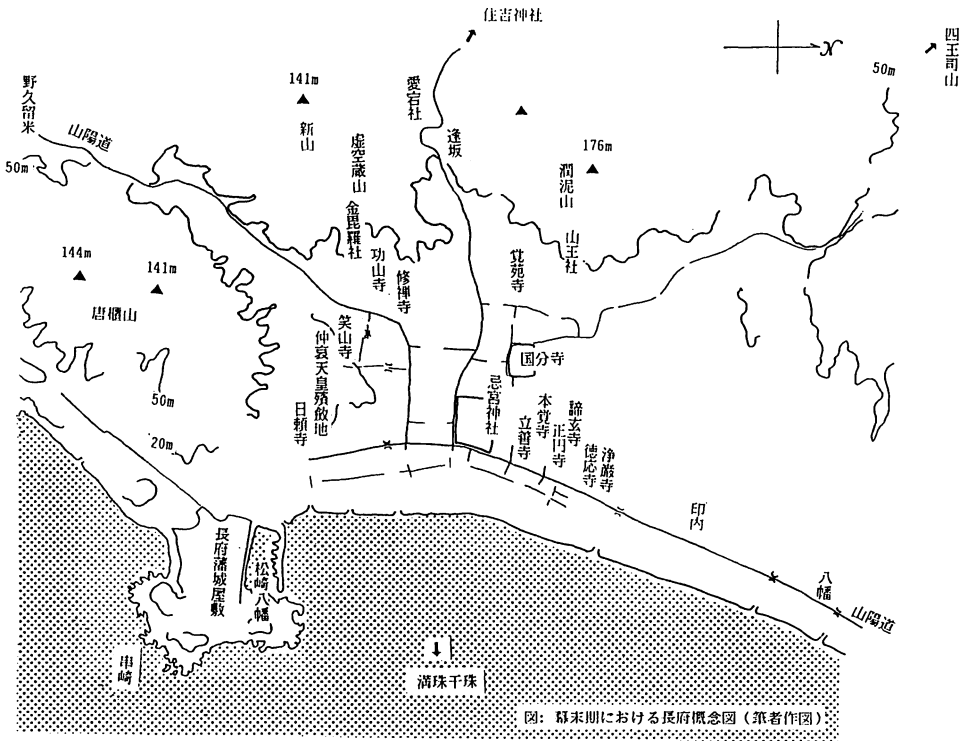 住吉神社
N
四王司山
50m
野久留米
山陽道
50m
141m
新山
愛宕社
逢坂
虚空蔵山
金毘羅社
176m
潤泥山
山王社
功山寺
修禅寺
覚苑寺
144m
141m
唐櫃山
笑山寺
仲哀天皇殯斂地
国分寺
50m
日頼寺
忌宮神社
立善寺
本覚寺
正円寺
諦玄寺
徳応寺
浄厳寺
20m
印内
長府藩城屋敷
松崎八幡
八幡
山陽道
串崎
満珠干珠
図: 幕末期における長府概念図（筆者作図）